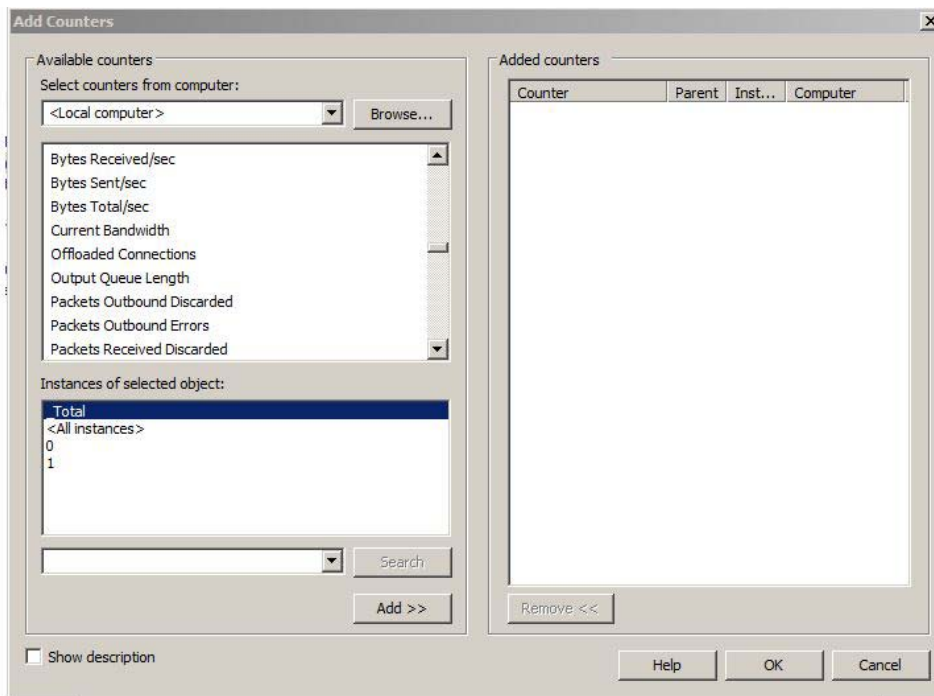 Add Counters
Available counters
Select counters from computer:
<Local computer>
Browse...
Bytes Received/sec
Bytes Sent/sec
Bytes Total/sec
Current Bandwidth
Offloaded Connections
Output Queue Length
Packets Outbound Discarded
Packets Outbound Errors
Packets Received Discarded
Instances of selected object:
_Total
<All instances>
0
1
Search
Add >>
Show description
Added counters
Counter Parent Inst... Computer
Remove <<
Help OK Cancel